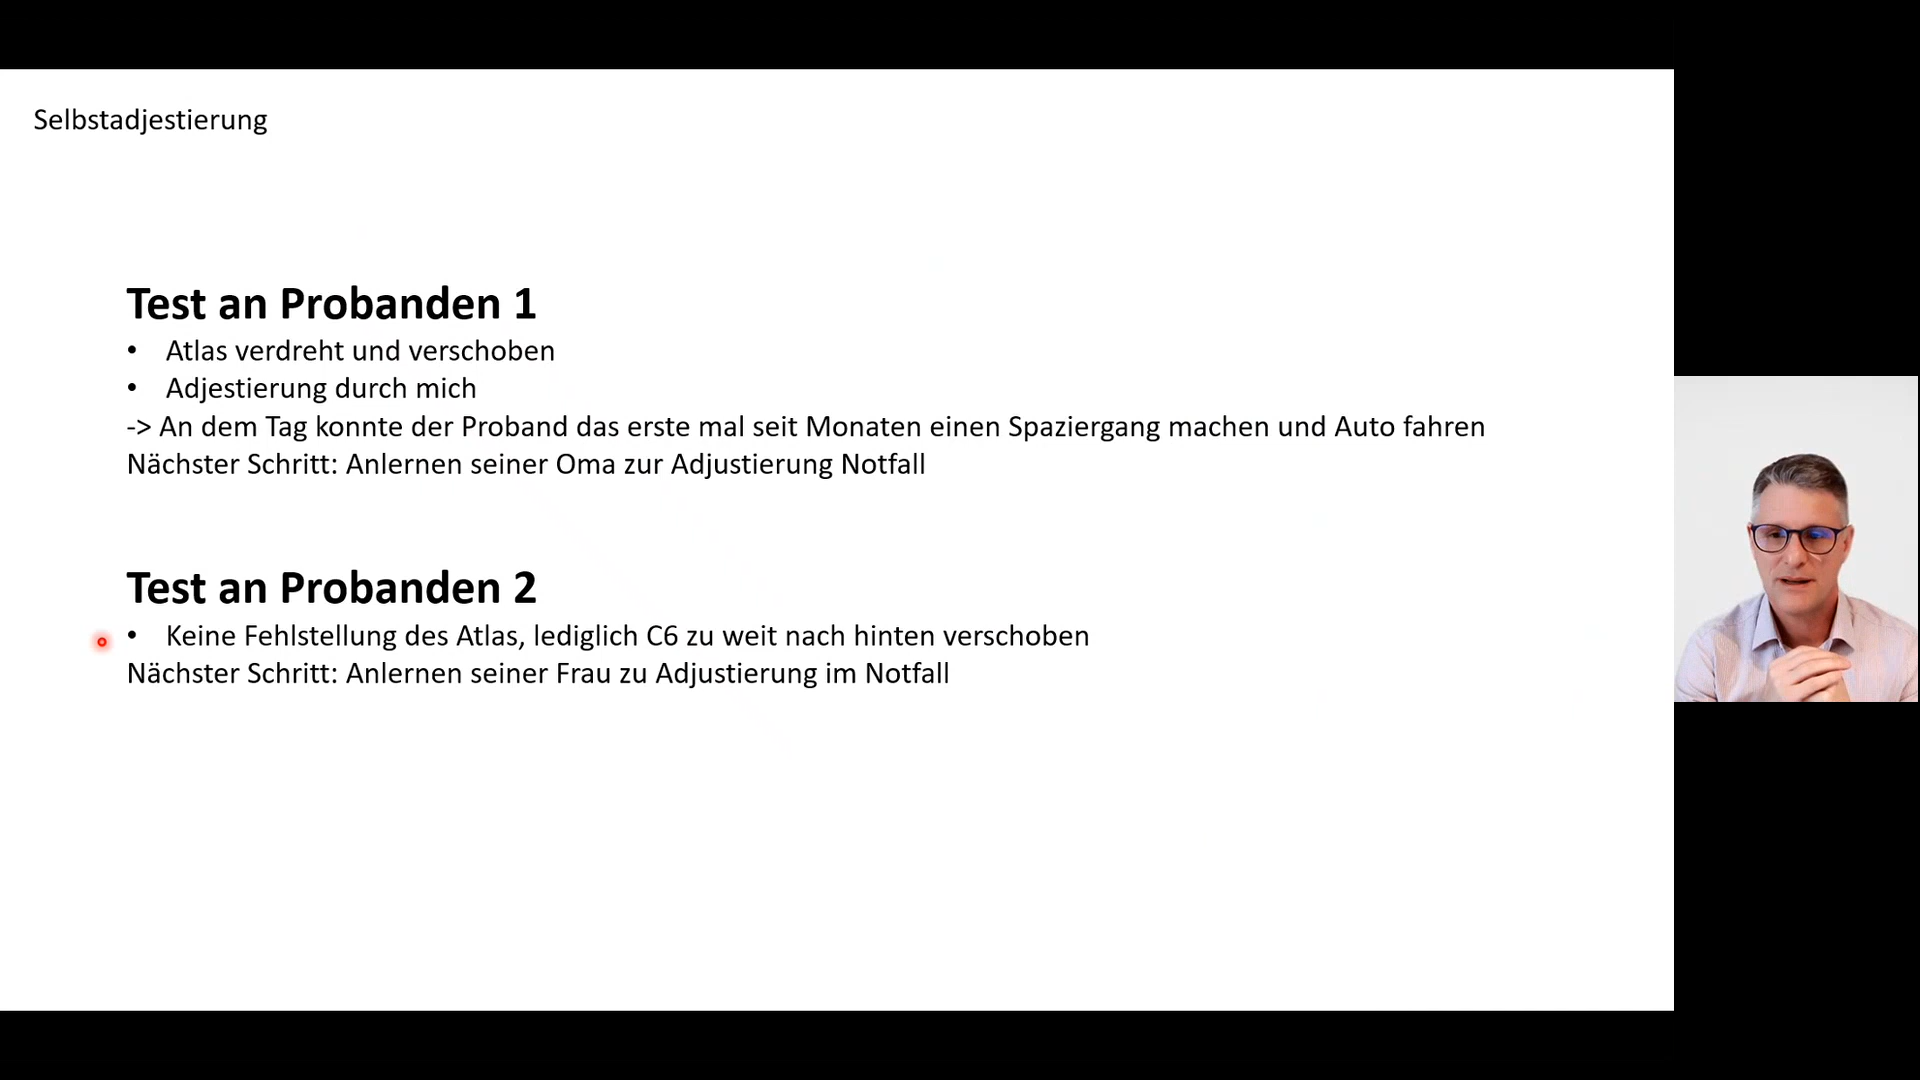 Selbstadjestierung
Test an Probanden 1
• Atlas verdreht und verschoben
• Adjestierung durch mich
-> An dem Tag konnte der Proband das erste mal seit Monaten einen Spaziergang machen und Auto fahren
Nächster Schritt: Anlernen seiner Oma zur Adjustierung Notfall
Test an Probanden 2
• Keine Fehlstellung des Atlas, lediglich C6 zu weit nach hinten verschoben
Nächster Schritt: Anlernen seiner Frau zu Adjustierung im Notfall